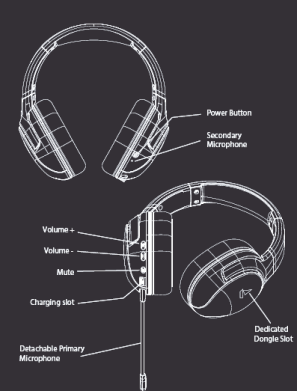 Power Button
Secondary
Microphone
Volume +
Volume -
Mute
Charging slot
Dedicated
Dongle Slot
Detachable Primary
Microphone